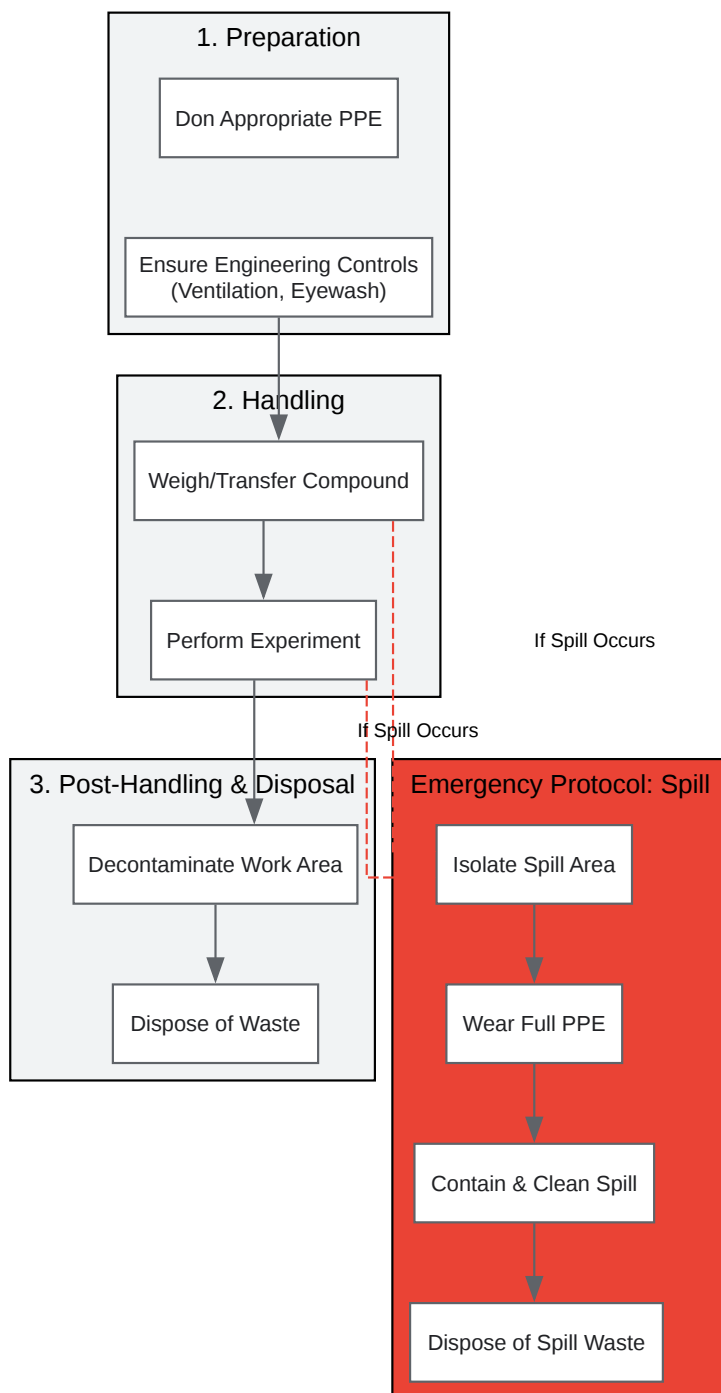 1. Preparation
Don Appropriate PPE
Ensure Engineering Controls
(Ventilation, Eyewash)
2. Handling
Weigh/Transfer Compound
Perform Experiment
If Spill Occurs
If Spill Occurs
3. Post-Handling & Disposal
Decontaminate Work Area
Dispose of Waste
Emergency Protocol: Spill
Isolate Spill Area
Wear Full PPE
Contain & Clean Spill
Dispose of Spill Waste